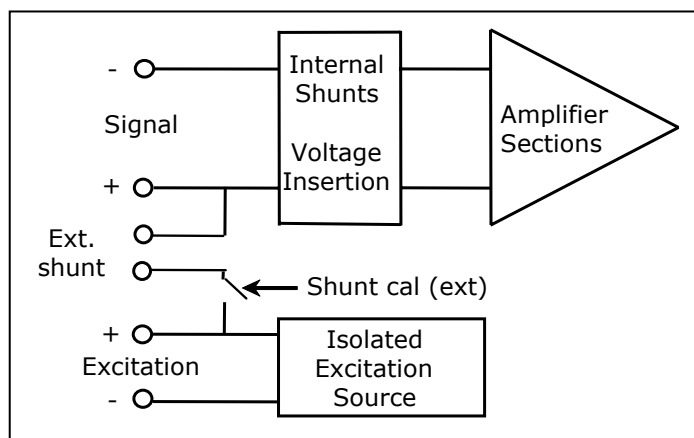 -
Signal
+
Ext.
shunt
+
Excitation
-
Internal
Shunts
Voltage
Insertion
Amplifier
Sections
Shunt cal (ext)
Isolated
Excitation
Source